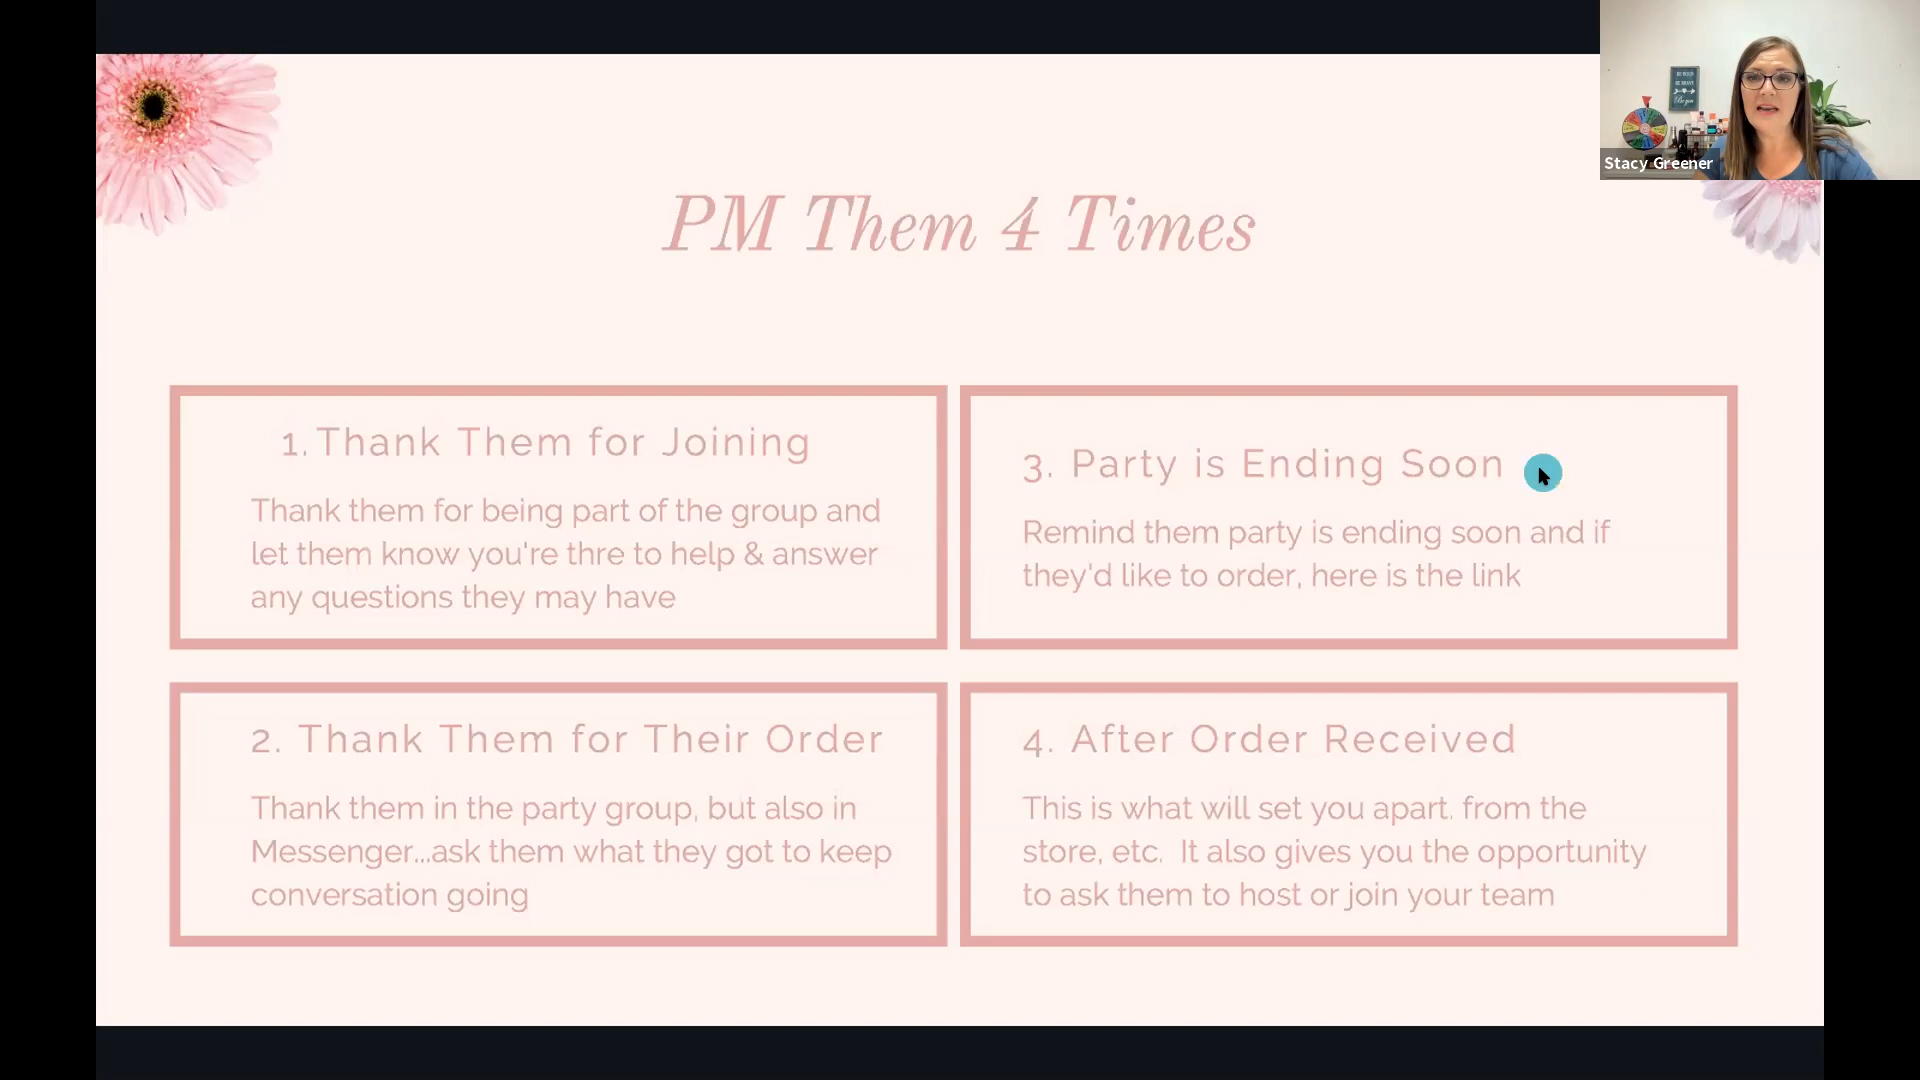 Stacy Greener
PM Them 4 Times
1. Thank Them for Joining
Thank them for being part of the group and
let them know you're thre to help & answer
any questions they may have
2. Thank Them for Their Order
Thank them in the party group, but also in
Messenger...ask them what they got to keep
conversation going
3. Party is Ending Soon
Remind them party is ending soon and if
they'd like to order, here is the link
4. After Order Received
This is what will set you apart. from the
store, etc.  It also gives you the opportunity
to ask them to host or join your team